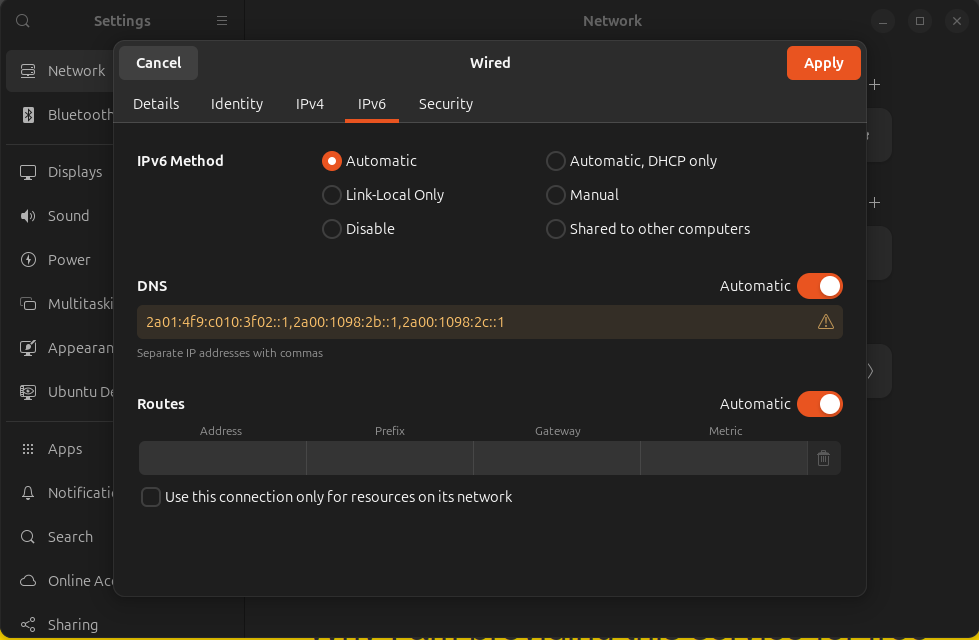 Settings
Network
Cancel
Wired
Apply
Details
Identity
IPv4
IPv6
Security
Network
Bluetooth
Displays
Sound
Power
Multitaski
Appearan
Ubuntu De
Apps
Notificatio
Search
Online Acc
Sharing
IPv6 Method
Automatic
Automatic, DHCP only
Link-Local Only
Manual
Disable
Shared to other computers
DNS
Automatic
2a01:4f9:c010:3f02::1,2a00:1098:2b::1,2a00:1098:2c::1
Separate IP addresses with commas
Routes
Automatic
Address
Prefix
Gateway
Metric
Use this connection only for resources on its network